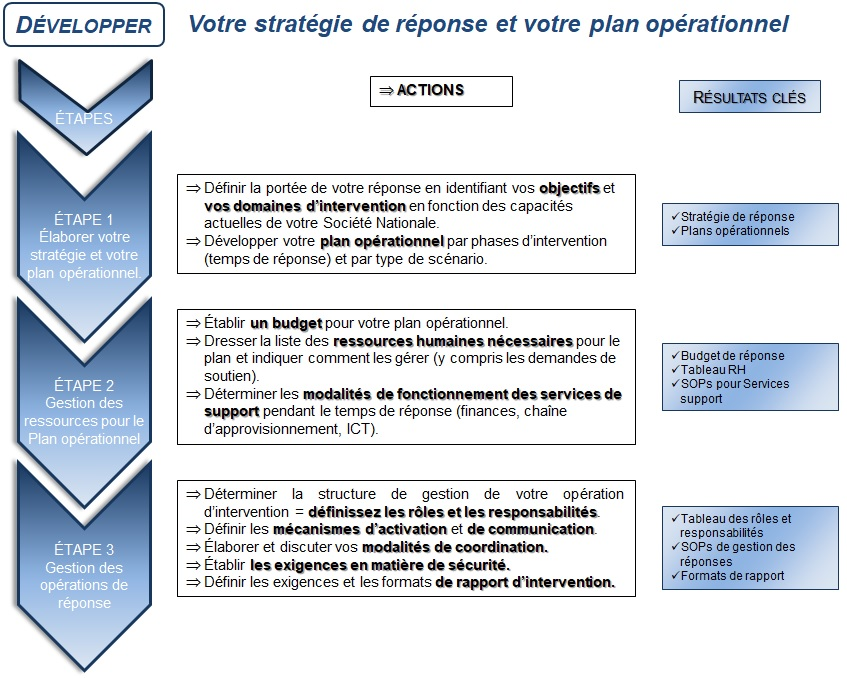 DÉVELOPPER
Votre stratégie de réponse et votre plan opérationnel
ÉTAPES
⇒ ACTIONS
RÉSULTATS CLÉS
ÉTAPE 1
Élaborer votre
stratégie et votre
plan opérationnel.
⇒ Définir la portée de votre réponse en identifiant vos objectifs et
vos domaines d’intervention en fonction des capacités
actuelles de votre Société Nationale.
⇒ Développer votre plan opérationnel par phases d’intervention
(temps de réponse) et par type de scénario.
✓Stratégie de réponse
✓Plans opérationnels
ÉTAPE 2
Gestion des
ressources pour le
Plan opérationnel
⇒ Établir un budget pour votre plan opérationnel.
⇒ Dresser la liste des ressources humaines nécessaires pour le
plan et indiquer comment les gérer (y compris les demandes de
soutien).
⇒ Déterminer les modalités de fonctionnement des services de
support pendant le temps de réponse (finances, chaîne
d’approvisionnement, ICT).
✓Budget de réponse
✓Tableau RH
✓SOPs pour Services
support
ÉTAPE 3
Gestion des
opérations de
réponse
⇒ Déterminer la structure de gestion de votre opération
d’intervention = définissez les rôles et les responsabilités.
⇒ Définir les mécanismes d’activation et de communication.
⇒ Élaborer et discuter vos modalités de coordination.
⇒ Établir les exigences en matière de sécurité.
⇒ Définir les exigences et les formats de rapport d’intervention.
✓Tableau des rôles et
responsabilités
✓SOPs de gestion des
réponses
✓Formats de rapport